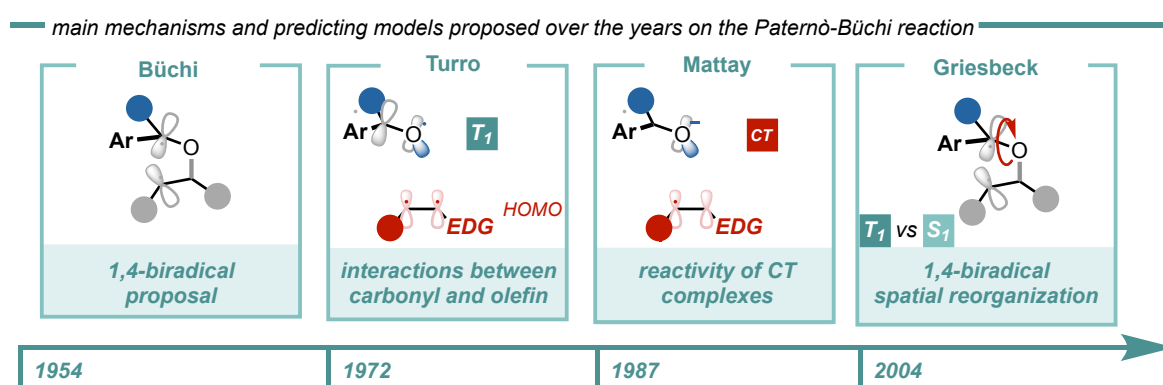 main mechanisms and predicting models proposed over the years on the Paternò-Büchi reaction
Büchi
Ar
O
1,4-biradical
proposal
Turro
Ar
O
T1
HOMO
EDG
interactions between
carbonyl and olefin
Mattay
Ar
O
CT
EDG
reactivity of CT
complexes
Griesbeck
Ar
O
T1 vs S1
1,4-biradical
spatial reorganization
1954
1972
1987
2004